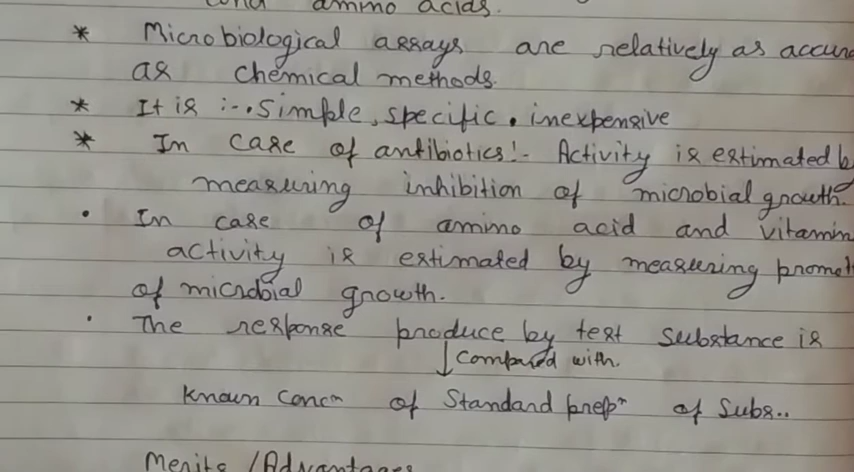 amino acids.
* Microbiological assays are relatively as accur
as chemical methods.
* It is :-. Simple, specific. inexpensive
* In case of antibiotics:- Activity is estimated b
measuring inhibition of microbial growth.
• In case of amino acid and vitamin
activity is estimated by measuring promot
of microbial growth.
• The response produce by test substance is
↓ compared with.
Known concⁿ of Standard prepⁿ of Subs..
Merits / Advantages